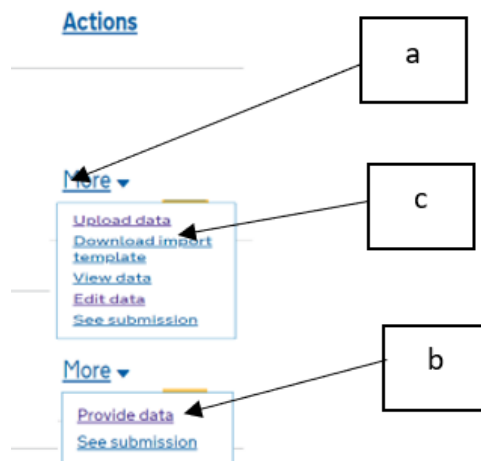 Actions
a
More
c
Upload data
Download import
template
View data
Edit data
See submission
More
b
Provide data
See submission